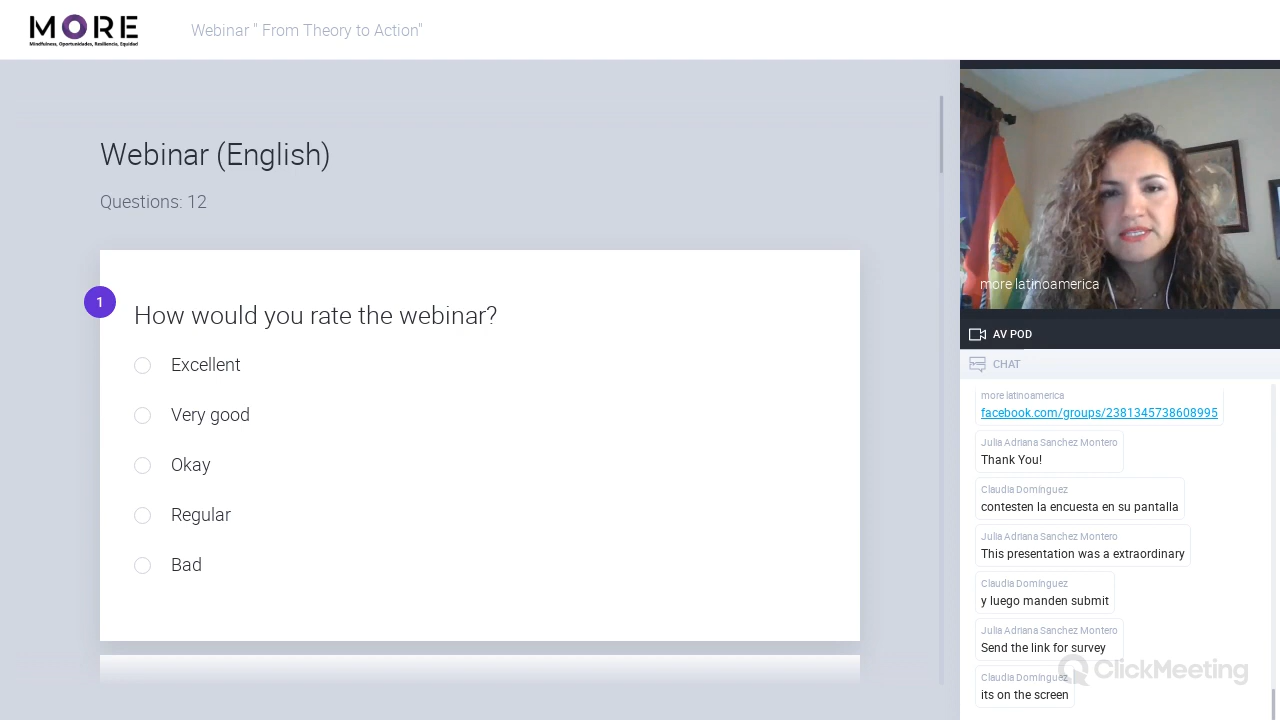 MORE
Mindfulness, Oportunidades, Resiliencia, Equidad
Webinar " From Theory to Action"
Webinar (English)
Questions: 12
1
How would you rate the webinar?
Excellent
Very good
Okay
Regular
Bad
more latinoamerica
AV POD
CHAT
more latinoamerica
facebook.com/groups/2381345738608995
Julia Adriana Sanchez Montero
Thank You!
Claudia Domínguez
contesten la encuesta en su pantalla
Julia Adriana Sanchez Montero
This presentation was a extraordinary
Claudia Domínguez
y luego manden submit
Julia Adriana Sanchez Montero
Send the link for survey
Claudia Domínguez
its on the screen
ClickMeeting